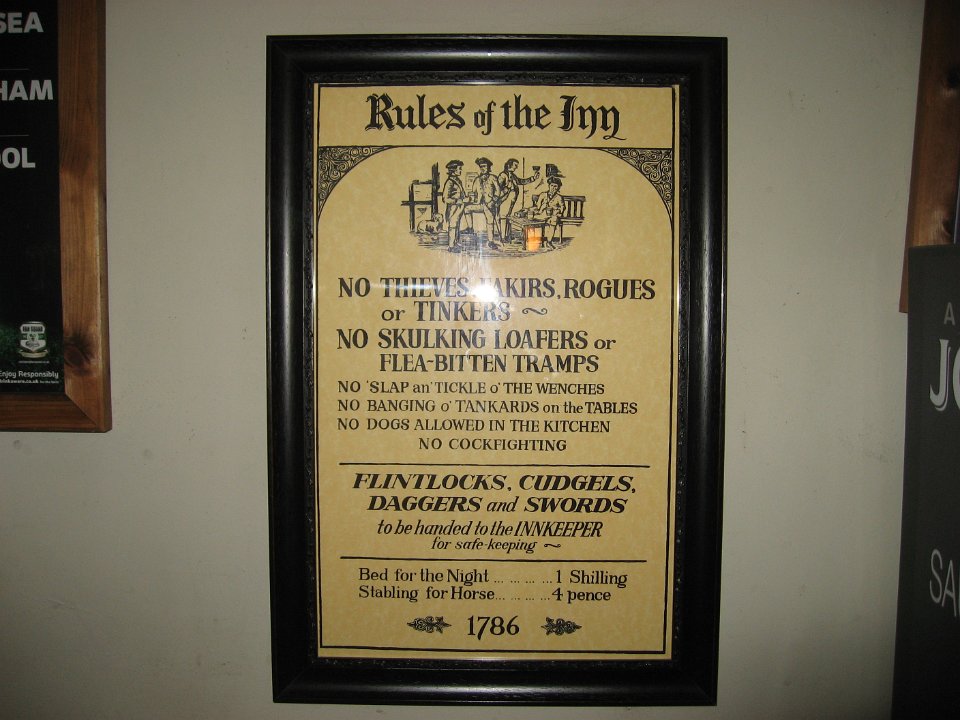 SEA
HAM
OOL
Enjoy Responsibly
Rules of the Inn
NO THIEVES, FAKIRS, ROGUES
or TINKERS ~
NO SKULKING LOAFERS or
FLEA-BITTEN TRAMPS
NO 'SLAP an' TICKLE o' THE WENCHES
NO BANGING o' TANKARDS on the TABLES
NO DOGS ALLOWED IN THE KITCHEN
NO COCKFIGHTING
FLINTLOCKS, CUDGELS,
DAGGERS and SWORDS
to be handed to the INNKEEPER
for safe-keeping ~
Bed for the Night ... ... ... ... 1 Shilling
Stabling for Horse... ... ... ... 4 pence
1786
A
JO
SA